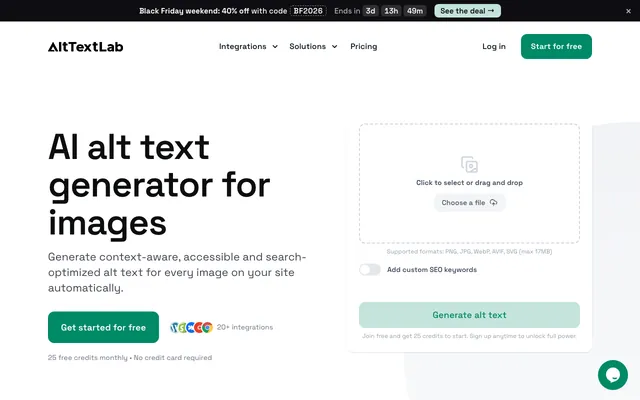 Black Friday weekend: 40% off with code BF2026 Ends in 3d 13h 49m See the deal → ×
AltTextLab Integrations Solutions Pricing Log in Start for free
AI alt text
generator for
images
Generate context-aware, accessible and search-
optimized alt text for every image on your site
automatically.
Get started for free 20+ integrations
25 free credits monthly • No credit card required
Click to select or drag and drop
Choose a file
Supported formats: PNG, JPG, WebP, AVIF, SVG (max 17MB)
Add custom SEO keywords
Generate alt text
Join free and get 25 credits to start. Sign up anytime to unlock full power.